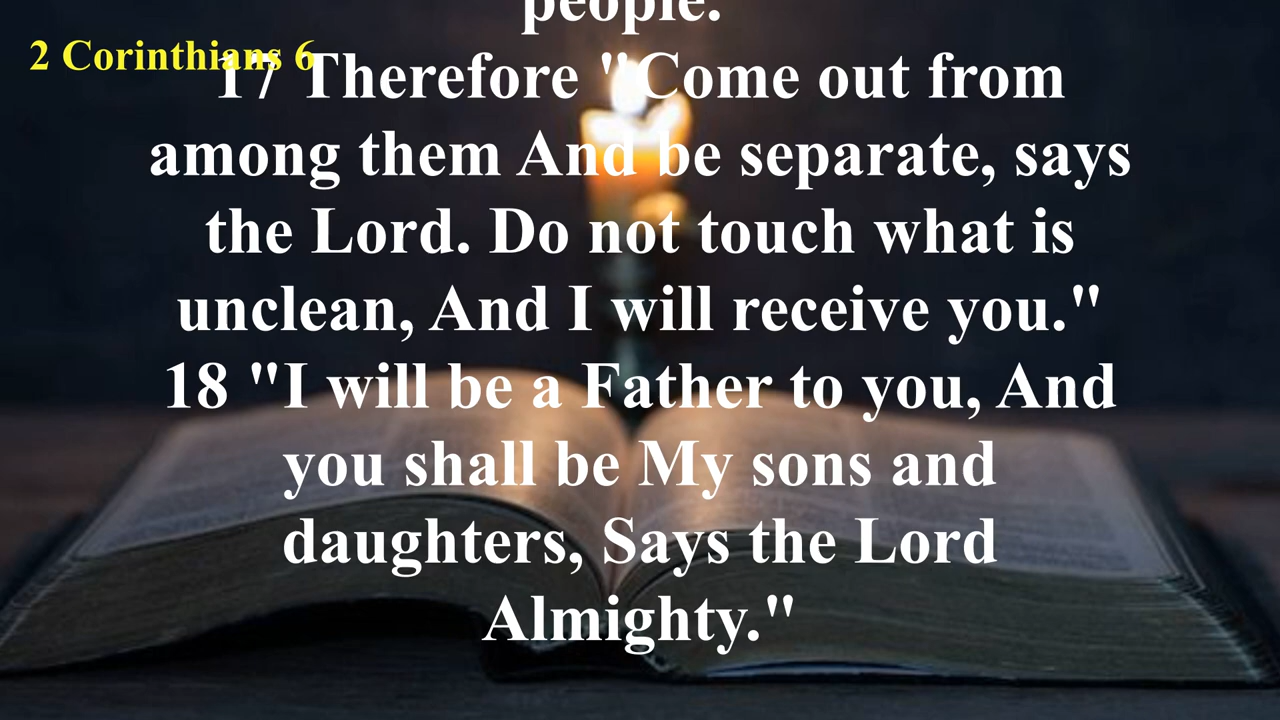 people.
2 Corinthians 6
17 Therefore "Come out from
among them And be separate, says
the Lord. Do not touch what is
unclean, And I will receive you."
18 "I will be a Father to you, And
you shall be My sons and
daughters, Says the Lord
Almighty."